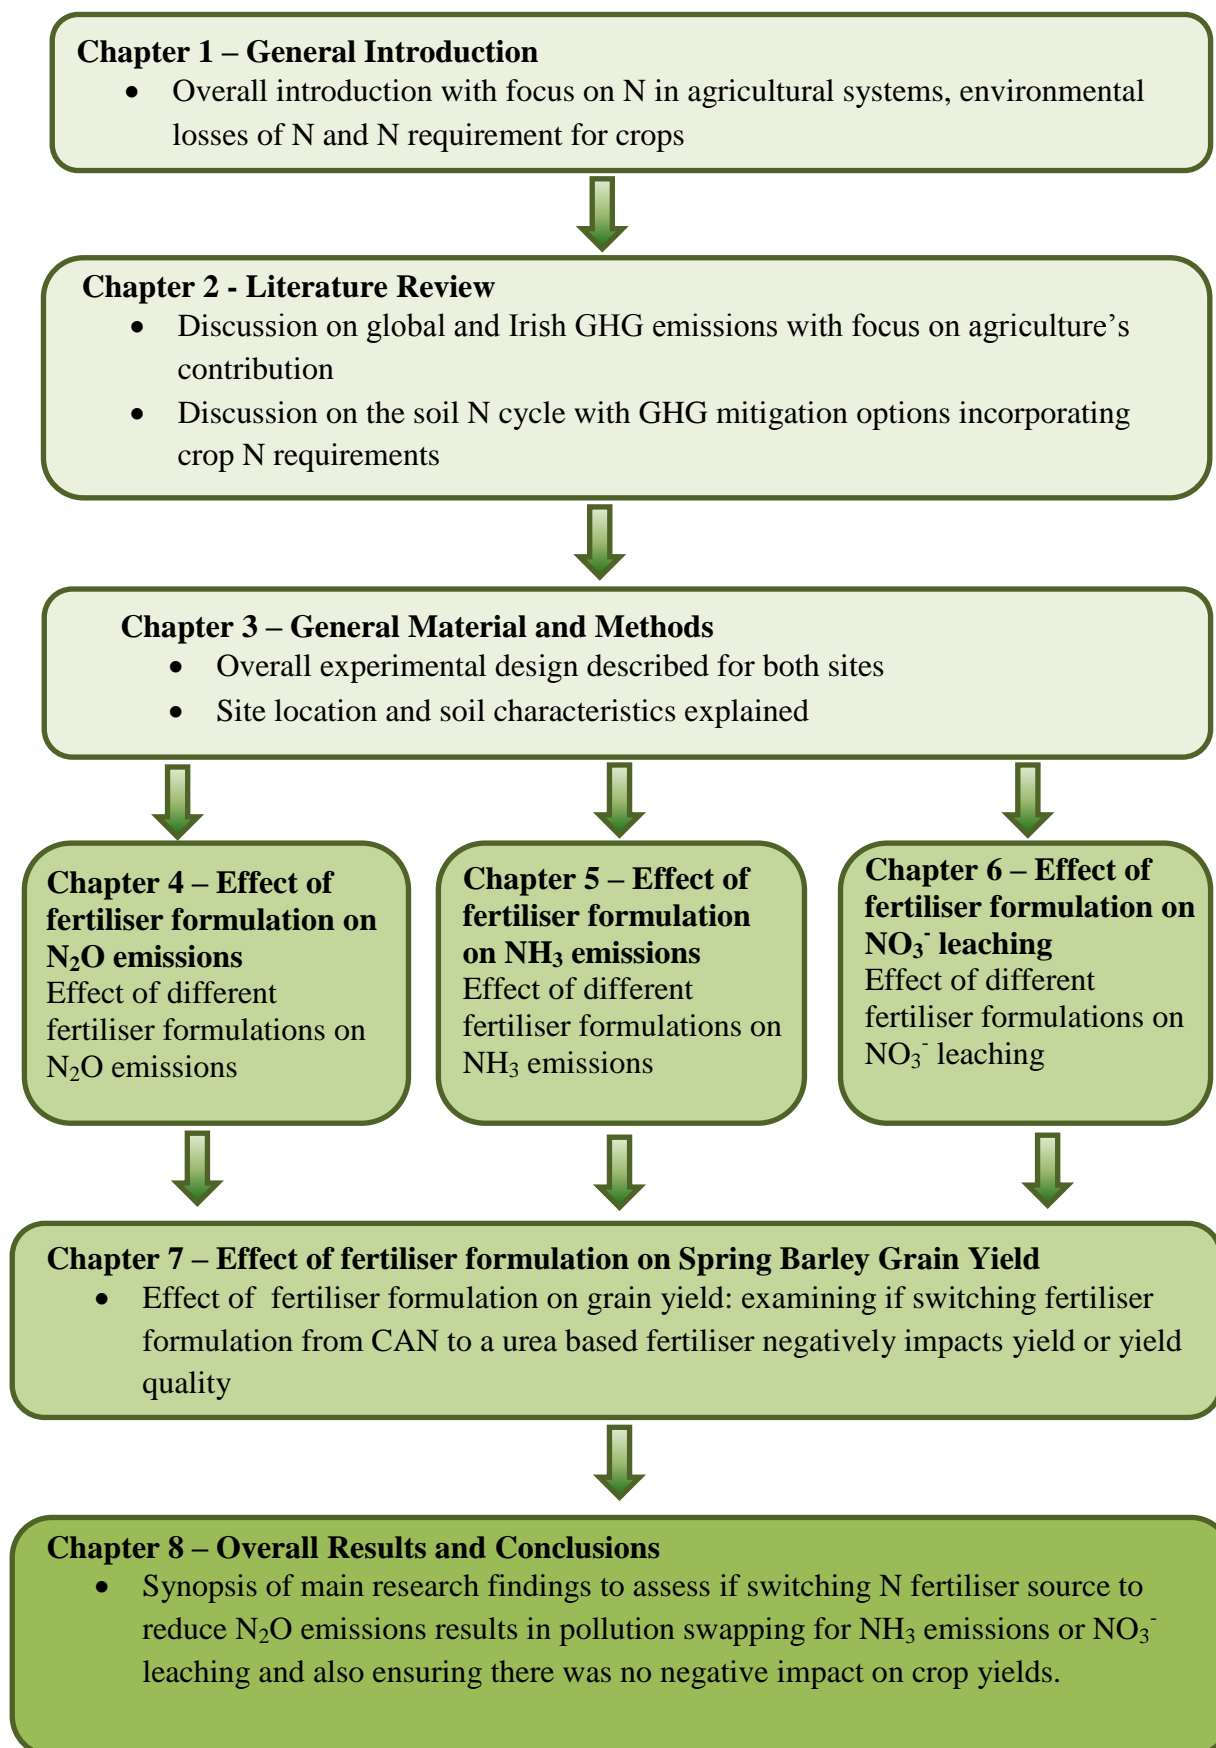 Chapter 1 – General Introduction
• Overall introduction with focus on N in agricultural systems, environmental
losses of N and N requirement for crops
Chapter 2 - Literature Review
• Discussion on global and Irish GHG emissions with focus on agriculture’s
contribution
• Discussion on the soil N cycle with GHG mitigation options incorporating
crop N requirements
Chapter 3 – General Material and Methods
• Overall experimental design described for both sites
• Site location and soil characteristics explained
Chapter 4 – Effect of
fertiliser formulation on
N₂O emissions
Effect of different
fertiliser formulations on
N₂O emissions
Chapter 5 – Effect of
fertiliser formulation
on NH₃ emissions
Effect of different
fertiliser formulations on
NH₃ emissions
Chapter 6 – Effect of
fertiliser formulation on
NO₃⁻ leaching
Effect of different
fertiliser formulations on
NO₃⁻ leaching
Chapter 7 – Effect of fertiliser formulation on Spring Barley Grain Yield
• Effect of  fertiliser formulation on grain yield: examining if switching fertiliser
formulation from CAN to a urea based fertiliser negatively impacts yield or yield
quality
Chapter 8 – Overall Results and Conclusions
• Synopsis of main research findings to assess if switching N fertiliser source to
reduce N₂O emissions results in pollution swapping for NH₃ emissions or NO₃⁻
leaching and also ensuring there was no negative impact on crop yields.